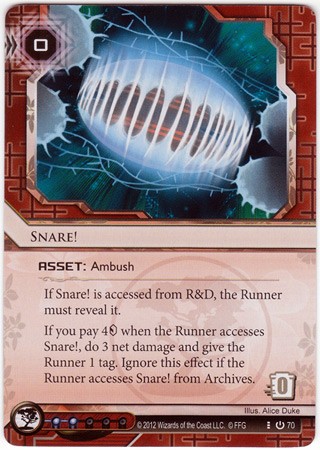 0
SNARE!
ASSET: Ambush
If Snare! is accessed from R&D, the Runner
must reveal it.
If you pay 4 when the Runner accesses
Snare!, do 3 net damage and give the
Runner 1 tag. Ignore this effect if the
Runner accesses Snare! from Archives.
0
Illus. Alice Duke
© 2012 Wizards of the Coast LLC. © FFG
70